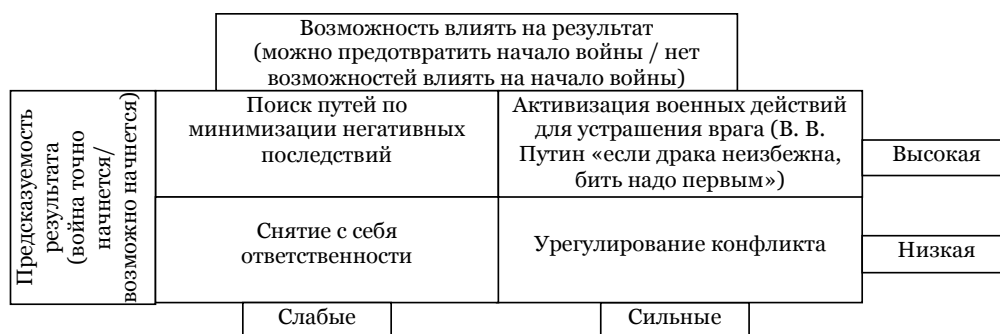 Возможность влиять на результат
(можно предотвратить начало войны / нет
возможностей влиять на начало войны)
Предсказуемость
результата
(война точно
начнется/
возможно начнется)
Поиск путей по
минимизации негативных
последствий
Активизация военных действий
для устрашения врага (В. В.
Путин «если драка неизбежна,
бить надо первым»)
Высокая
Снятие с себя
ответственности
Урегулирование конфликта
Низкая
Слабые
Сильные